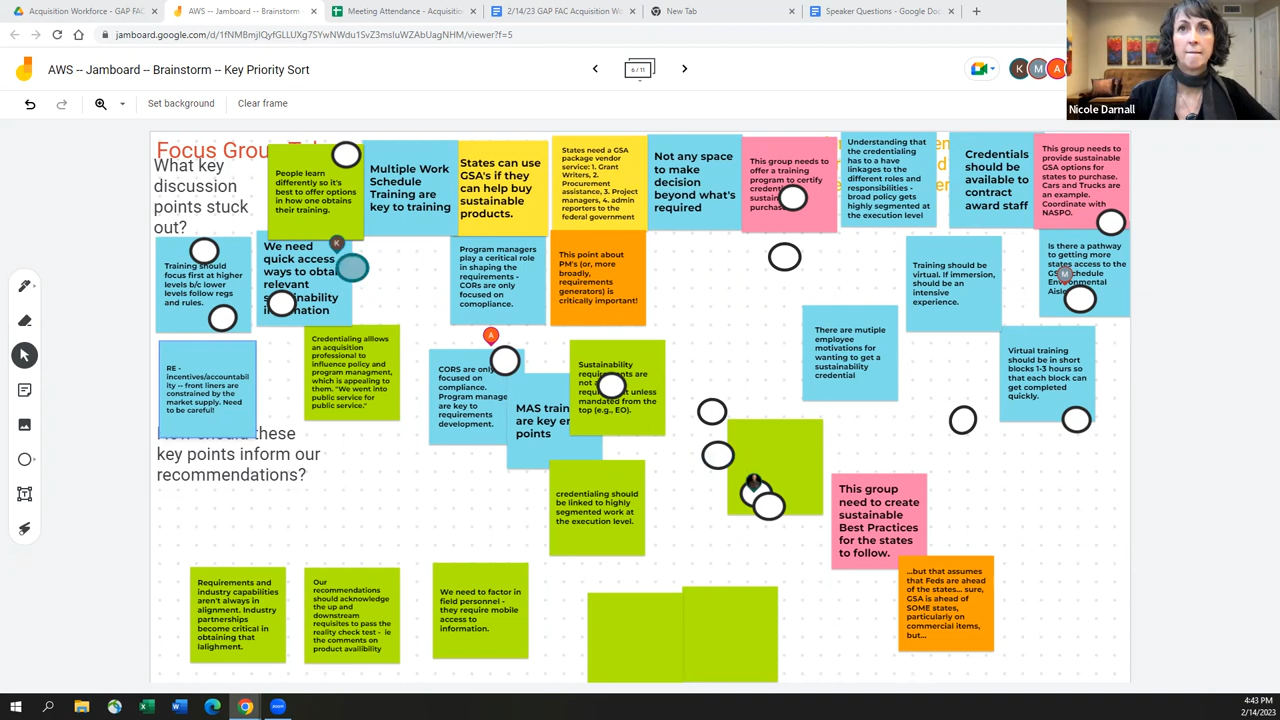 Acquisition Workforce - GAP FAC
AWS -- Jamboard -- Brainstorm
Meeting Attendance - Acquisitio
2/14/23 GAP FAC Acquisition Wo
New Tab
Speaker Questions - Google Doc
AWS -- Jamboard -- Brainstorm -- Key Priority Sort
6 / 11
K
M
A
Nicole Darnall
Set background
Clear frame
Focus Group
What key
discussion
points stuck
out?
People learn
differently so it's
best to offer options
in how one obtains
their training.
Multiple Work
Schedule
Training are
key to training
States can use
GSA's if they
can help buy
sustainable
products.
States need a GSA
package vendor
service: 1. Grant
Writers, 2.
Procurement
assistance, 3. Project
managers, 4. admin
reporters to the
federal government
Not any space
to make
decision
beyond what's
required
This group needs to
offer a training
program to certify
Understanding that
the credentialing
has to a have
linkages to the
different roles and
responsibilities -
broad policy gets
highly segmented at
the execution level
Credentials
should be
available to
contract
award staff
This group needs to
provide sustainable
GSA options for
states to purchase.
Cars and Trucks are
an example.
Coordinate with
NASPO.
Training should
focus first at higher
levels b/c lower
levels follow regs
and rules.
We need
quick access
ways to
relevant
information
K
Program managers
play a ceritical role in
shaping the
requirements -
CORs are only
focused on
comopliance.
This point about
PM's (or, more
broadly,
requirements
generators) is
critically important!
Training should be
virtual. If immersion,
should be an
intensive
experience.
Is there a pathway
to getting more
states access to the
M
RE -
incentives/accountabili
ty -- front liners are
constrained by the
market supply. Need
to be careful!
Credentialing alllows
an acquisition
professional to
influence policy and
program managment,
which is appealing to
them. "We went into
public service for
public service."
A
CORS are only
focused on
compliance.
Program
are key to
requirements
development.
MAS
are key
points
Sustainability
are
not
unless
mandated from the
top (e.g., EO).
There are mutiple
employee
motivations for
wanting to get a
sustainability
credential
Virtual training
should be in short
blocks 1-3 hours so
that each block can
get completed
quickly.
How should these
key points inform our
recommendations?
credentialing should
be linked to highly
segmented work at
the execution level.
This group
need to create
sustainable
Best Practices
for the states
to follow.
...but that assumes
that Feds are ahead
of the states... sure,
GSA is ahead of
SOME states,
particularly on
commercial items,
but...
Requirements and
industry capabilities
aren't always in
alignment. Industry
partnerships
become critical in
obtaining that
lalighment.
Our
recommendations
should acknowledge
the up and
downstream
requisites to pass the
reality check test - ie
the comments on
product availibility
We need to factor in
field personnel -
they require mobile
access to
information.
4:43 PM
2/14/2023